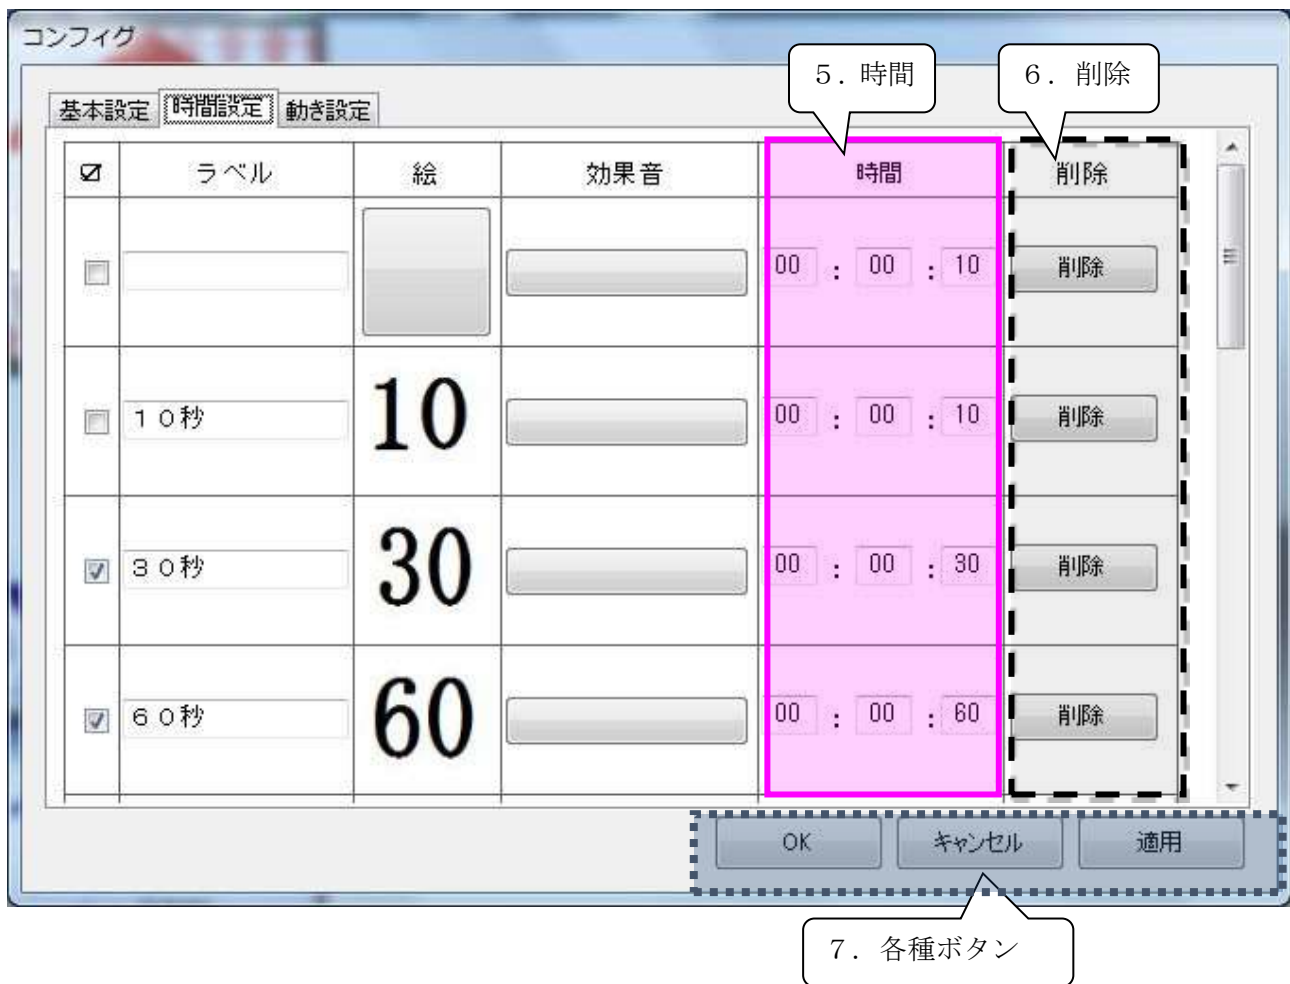 コンフィグ
5．時間
6．削除
基本設定 時間設定 動き設定
ラベル 絵 効果音 時間 削除
00 : 00 : 10 削除
１０秒 10 00 : 00 : 10 削除
３０秒 30 00 : 00 : 30 削除
６０秒 60 00 : 00 : 60 削除
OK キャンセル 適用
7．各種ボタン